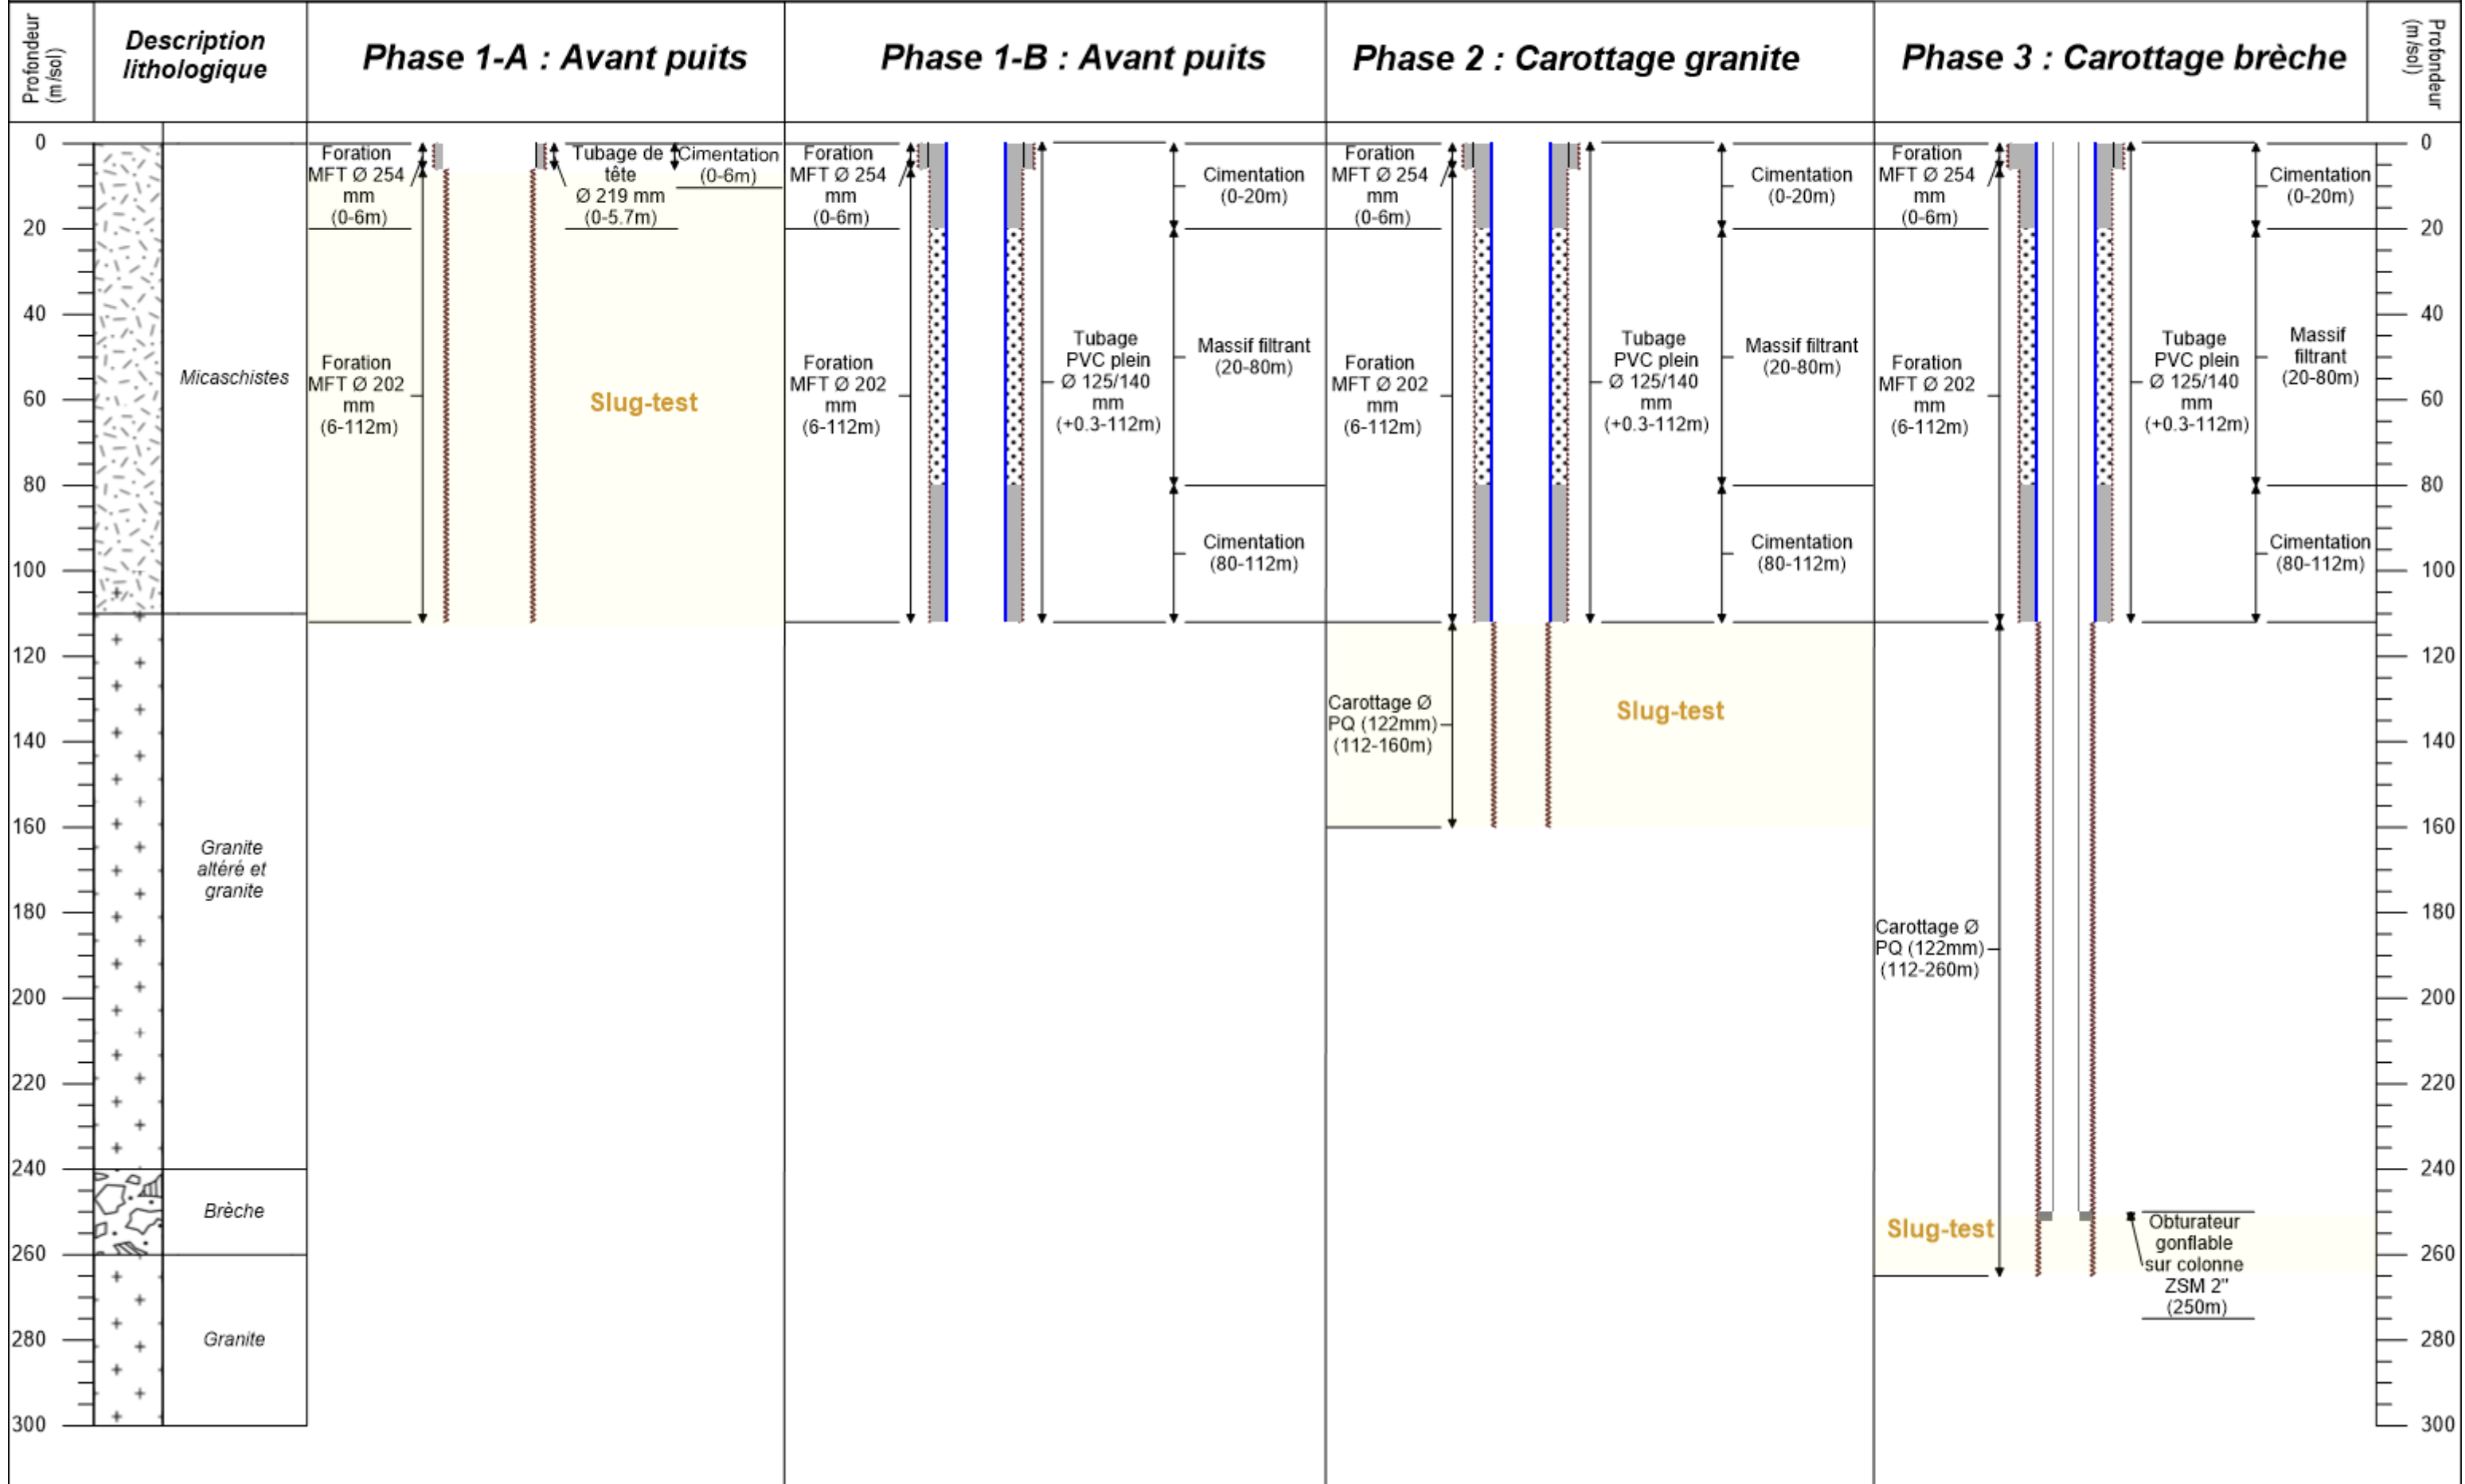 Profondeur
(m/sol)
Description
lithologique
Phase 1-A : Avant puits
Phase 1-B : Avant puits
Phase 2 : Carottage granite
Phase 3 : Carottage brèche
Profondeur
(m/sol)
0
20
40
60
80
100
120
140
160
180
200
220
240
260
280
300
Micaschistes
Granite
altéré et
granite
Brèche
Granite
Foration
MFT Ø 254
mm
(0-6m)
Foration
MFT Ø 202
mm
(6-112m)
Tubage de
tête
Ø 219 mm
(0-5.7m)
Cimentation
(0-6m)
Slug-test
Foration
MFT Ø 254
mm
(0-6m)
Foration
MFT Ø 202
mm
(6-112m)
Tubage
PVC plein
Ø 125/140
mm
(+0.3-112m)
Cimentation
(0-20m)
Massif filtrant
(20-80m)
Cimentation
(80-112m)
Foration
MFT Ø 254
mm
(0-6m)
Foration
MFT Ø 202
mm
(6-112m)
Carottage Ø
PQ (122mm)
(112-160m)
Tubage
PVC plein
Ø 125/140
mm
(+0.3-112m)
Cimentation
(0-20m)
Massif filtrant
(20-80m)
Cimentation
(80-112m)
Slug-test
Foration
MFT Ø 254
mm
(0-6m)
Foration
MFT Ø 202
mm
(6-112m)
Carottage Ø
PQ (122mm)
(112-260m)
Slug-test
Tubage
PVC plein
Ø 125/140
mm
(+0.3-112m)
Cimentation
(0-20m)
Massif
filtrant
(20-80m)
Cimentation
(80-112m)
Obturateur
gonflable
sur colonne
ZSM 2"
(250m)
0
20
40
60
80
100
120
140
160
180
200
220
240
260
280
300